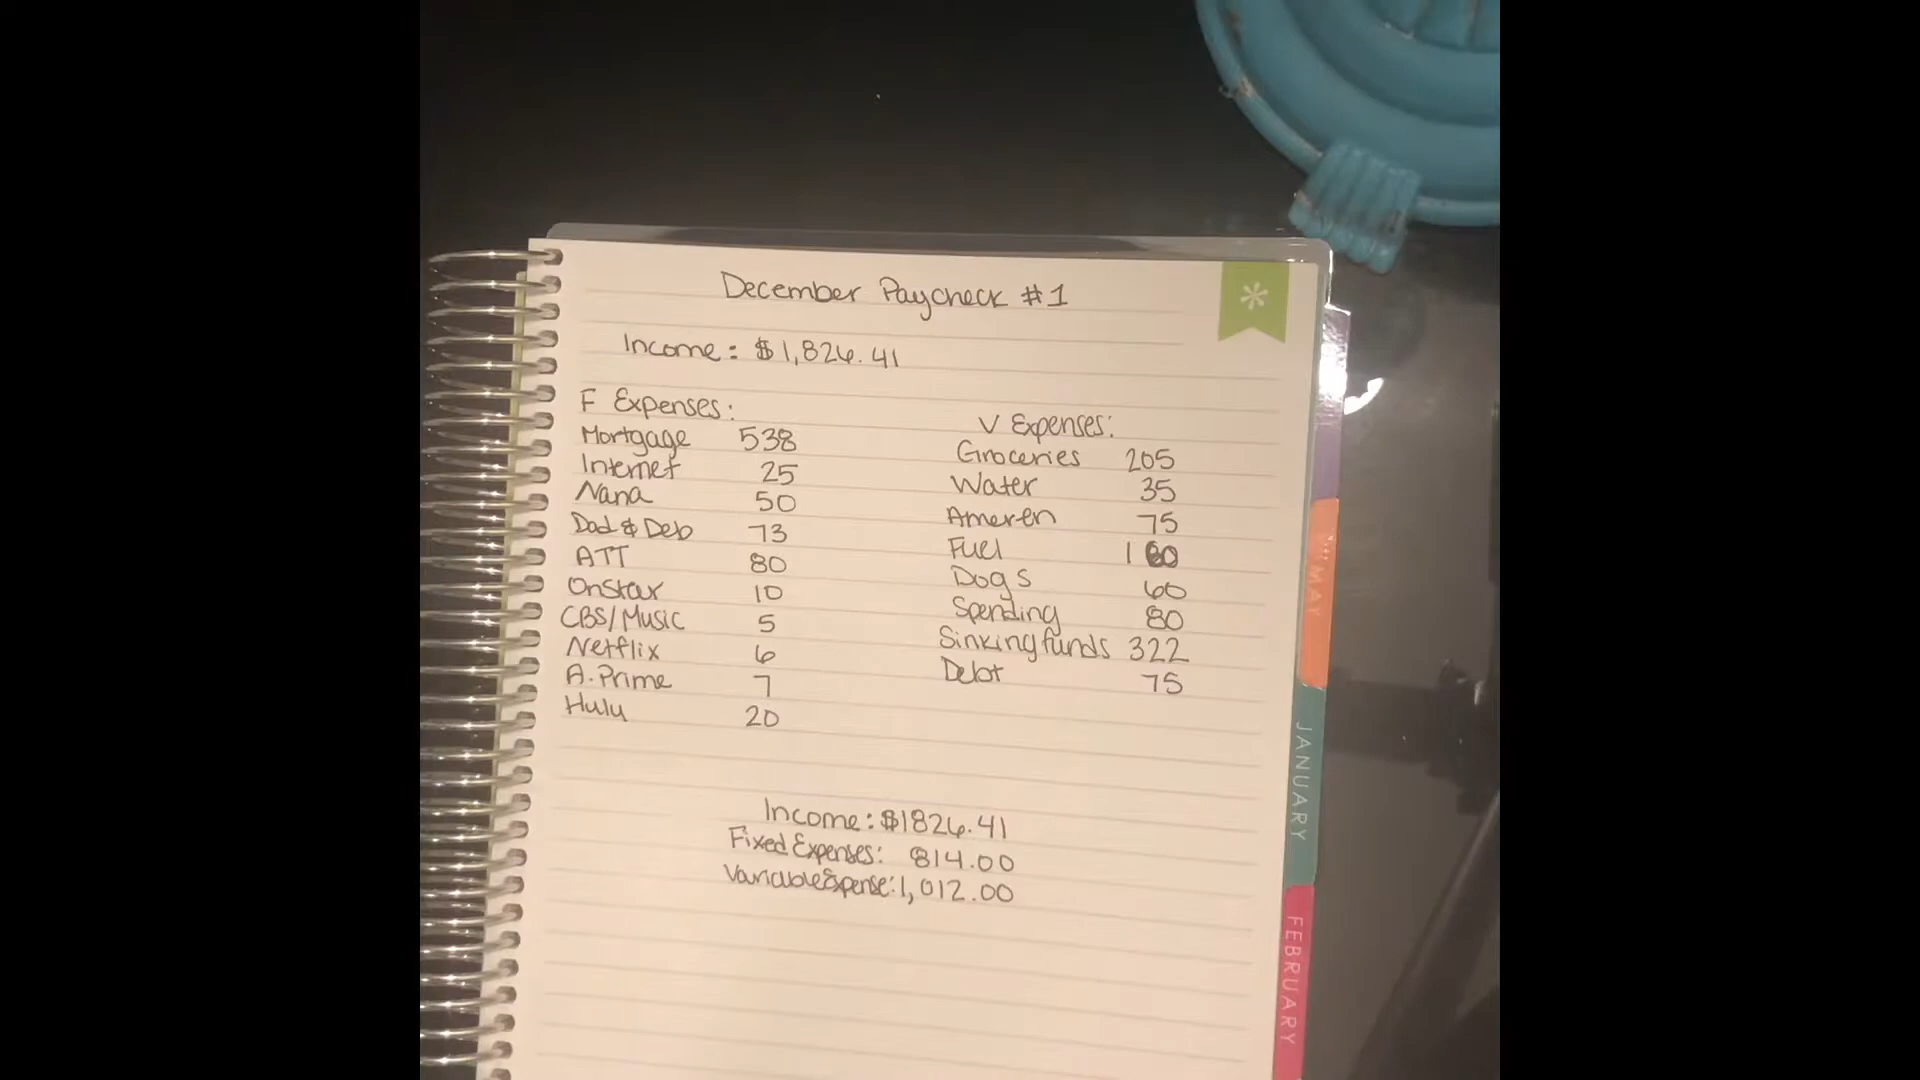 December Paycheck #1
*
Income: $1,826.41
F Expenses:
Mortgage 538
Internet 25
Nana 50
Dad & Deb 73
ATT 80
Onstar 10
CBS/Music 5
Netflix 6
A.Prime 7
Hulu 20
V Expenses:
Groceries 205
Water 35
Ameren 75
Fuel 160
Dogs 60
Spending 80
Sinking funds 322
Debt 75
Income: $1826.41
Fixed Expenses: 814.00
Variable Expense: 1,012.00
MAY
JANUARY
FEBRUARY